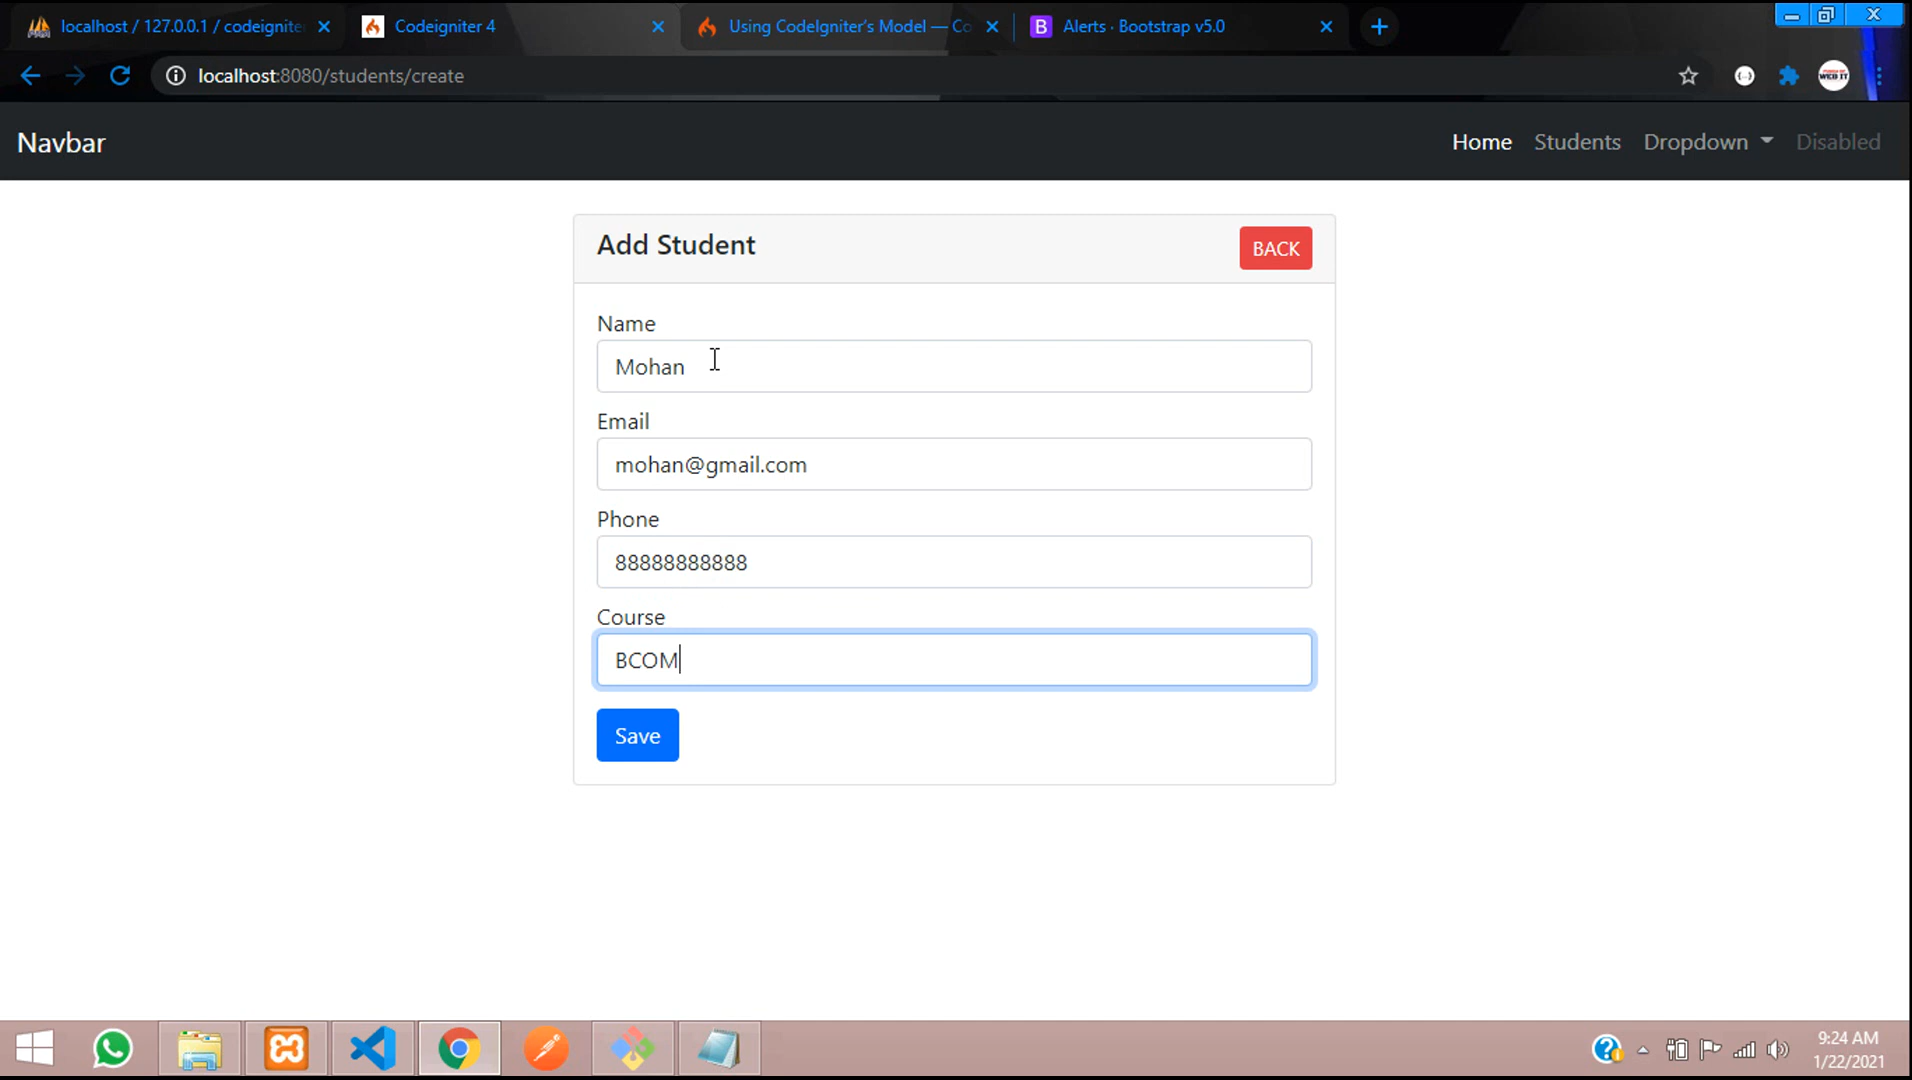 localhost / 127.0.0.1 / codeignite
Codeigniter 4
Using CodeIgniter's Model — Co
B Alerts · Bootstrap v5.0
localhost:8080/students/create
WEB IT
Navbar
Home Students Dropdown Disabled
Add Student
BACK
Name
Mohan
Email
mohan@gmail.com
Phone
88888888888
Course
BCOM
Save
9:24 AM
1/22/2021